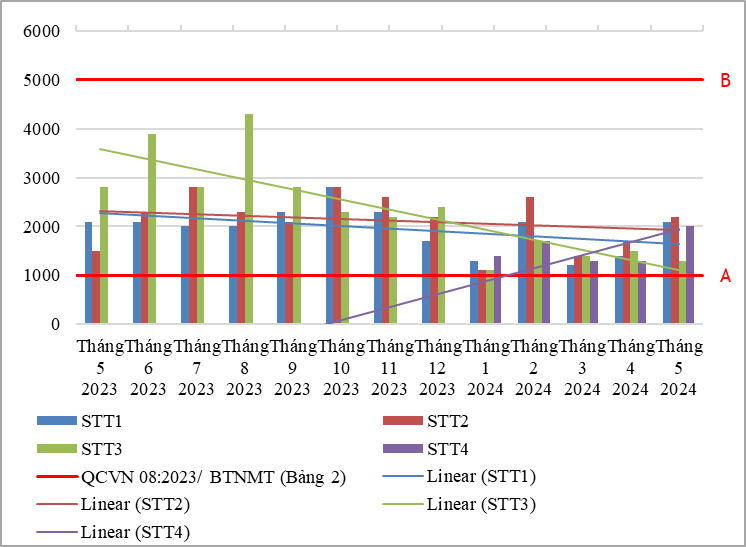 6000
5000
B
4000
3000
2000
1000
A
0
Tháng 5 2023
Tháng 6 2023
Tháng 7 2023
Tháng 8 2023
Tháng 9 2023
Tháng 10 2023
Tháng 11 2023
Tháng 12 2023
Tháng 1 2024
Tháng 2 2024
Tháng 3 2024
Tháng 4 2024
Tháng 5 2024
STT1
STT2
STT3
STT4
QCVN 08:2023/ BTNMT (Bảng 2)
Linear (STT1)
Linear (STT2)
Linear (STT3)
Linear (STT4)